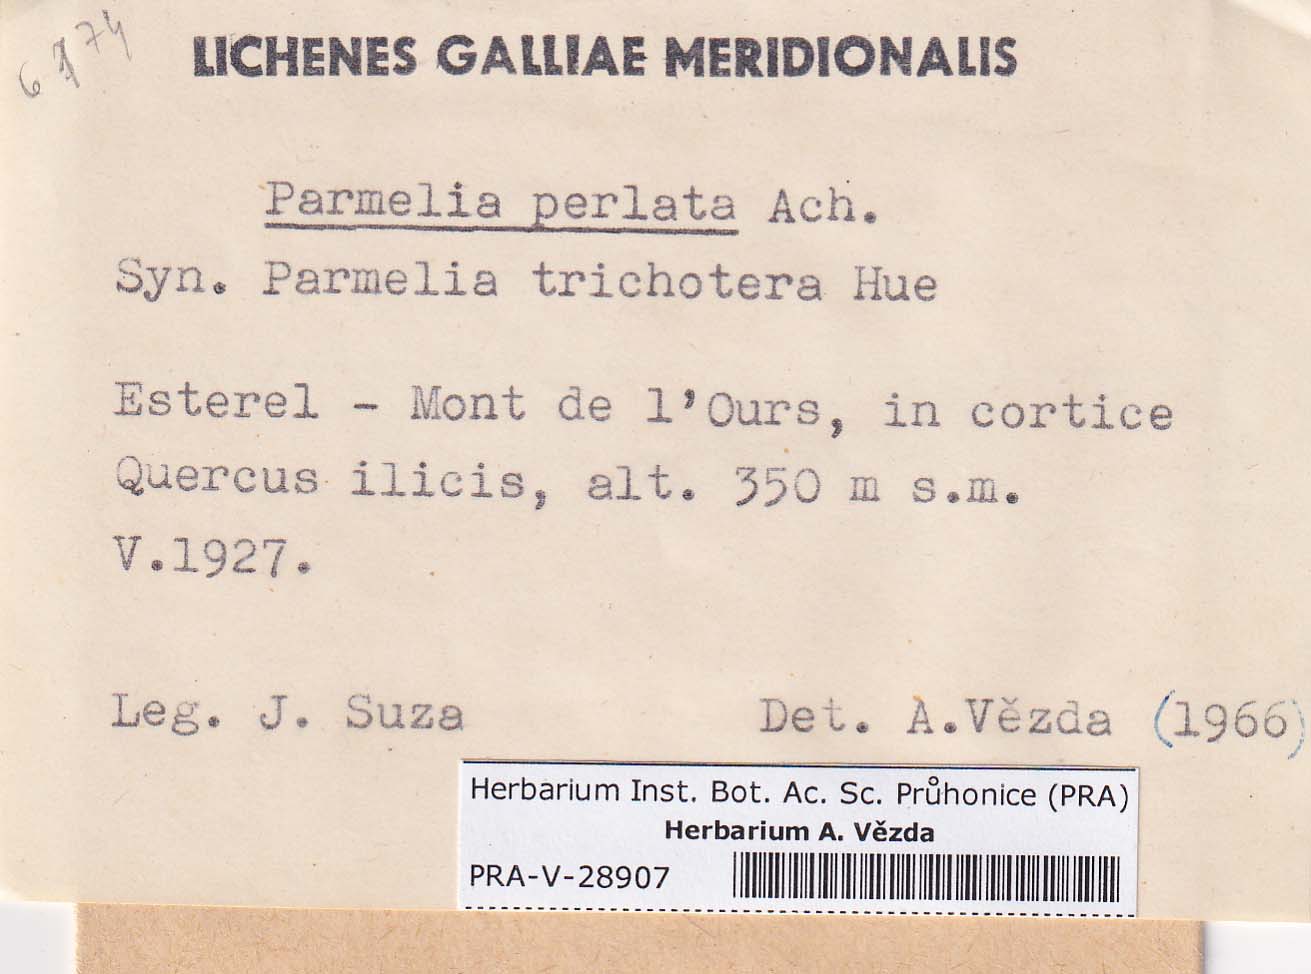 LICHENES GALLIAE MERIDIONALIS
Parmelia perlata Ach.
Syn. Parmelia trichotera Hue
Esterel - Mont de l'Ours, in cortice
Quercus ilicis, alt. 350 m s.m.
V.1927.
Leg. J. Suza Det. A.Vězda (1966)
Herbarium Inst. Bot. Ac. Sc. Průhonice (PRA)
Herbarium A. Vězda
PRA-V-28907